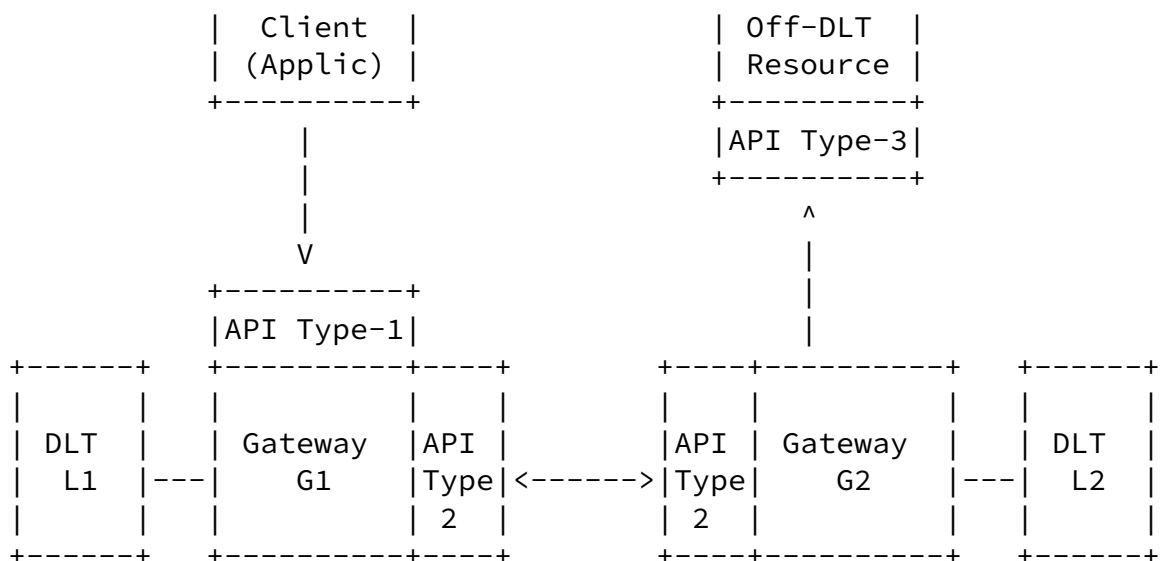 Client Off-DLT
(Applic) Resource
API Type-3
API Type-1
DLT Gateway API API Gateway DLT
L1 G1 Type Type G2 L2
2 2